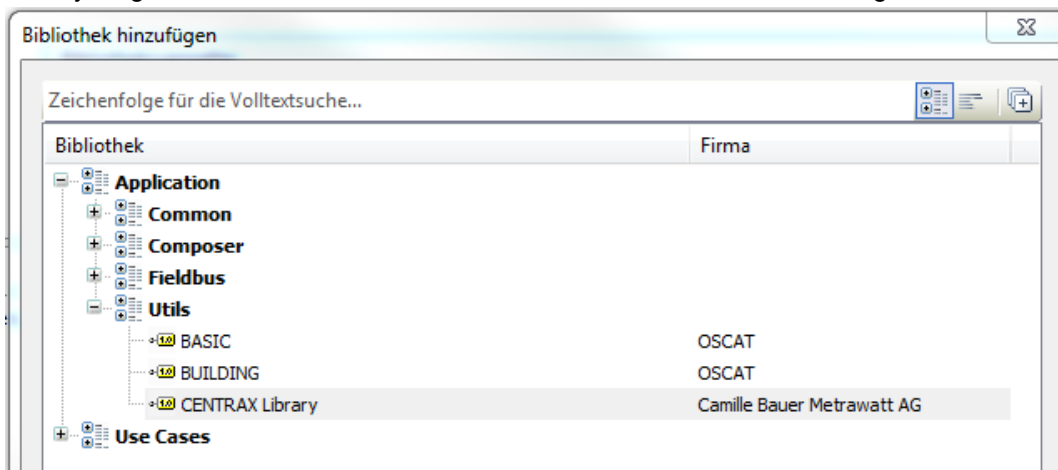 Bibliothek hinzufügen
Zeichenfolge für die Volltextsuche...
Bibliothek Firma
Application
Common
Composer
Fieldbus
Utils
BASIC OSCAT
BUILDING OSCAT
CENTRAX Library Camille Bauer Metrawatt AG
Use Cases